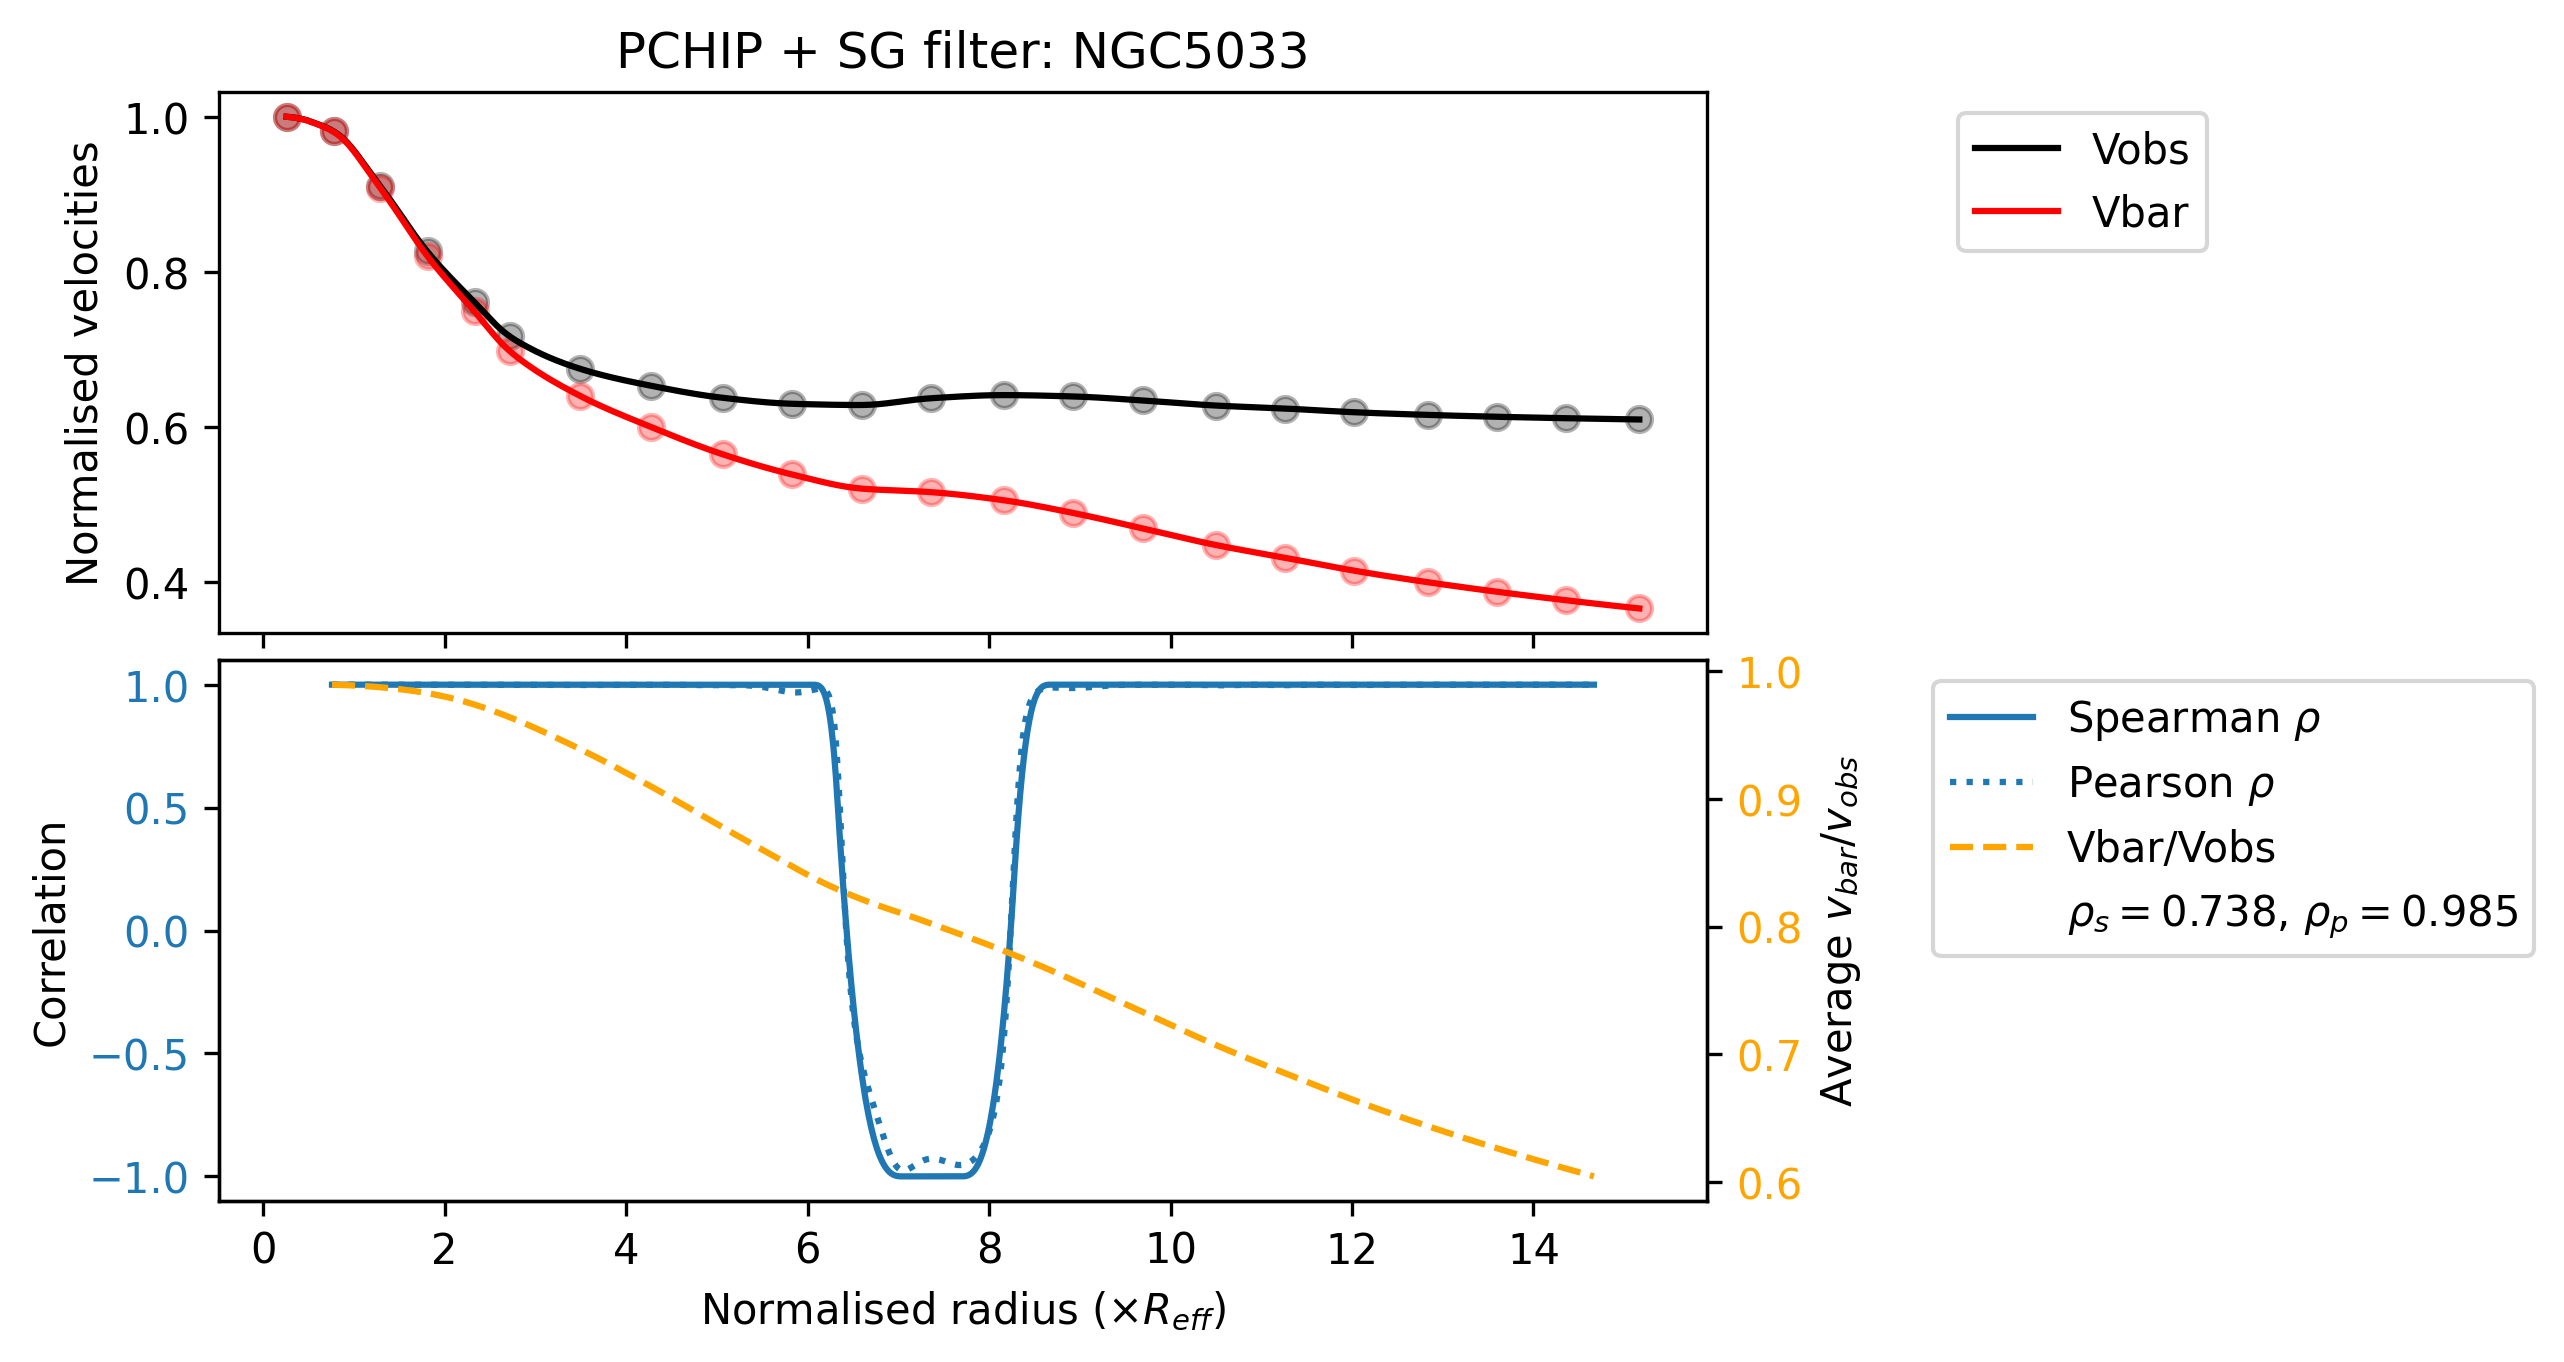 PCHIP + SG filter: NGC5033
Normalised velocities
1.0
0.8
0.6
0.4
Vobs
Vbar
Correlation
1.0
0.5
0.0
−0.5
−1.0
1.0
0.9
0.8
0.7
0.6
Average v_bar/v_obs
Spearman ρ
Pearson ρ
Vbar/Vobs
ρ_s = 0.738, ρ_p = 0.985
0 2 4 6 8 10 12 14
Normalised radius (×R_eff)